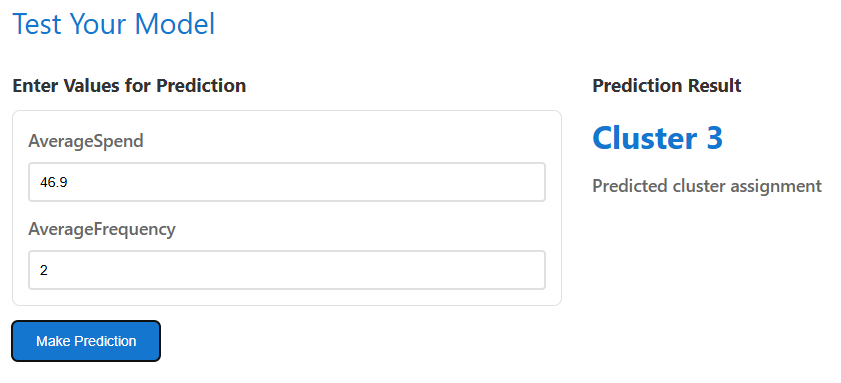 Test Your Model
Enter Values for Prediction
AverageSpend
46.9
AverageFrequency
2
Make Prediction
Prediction Result
Cluster 3
Predicted cluster assignment